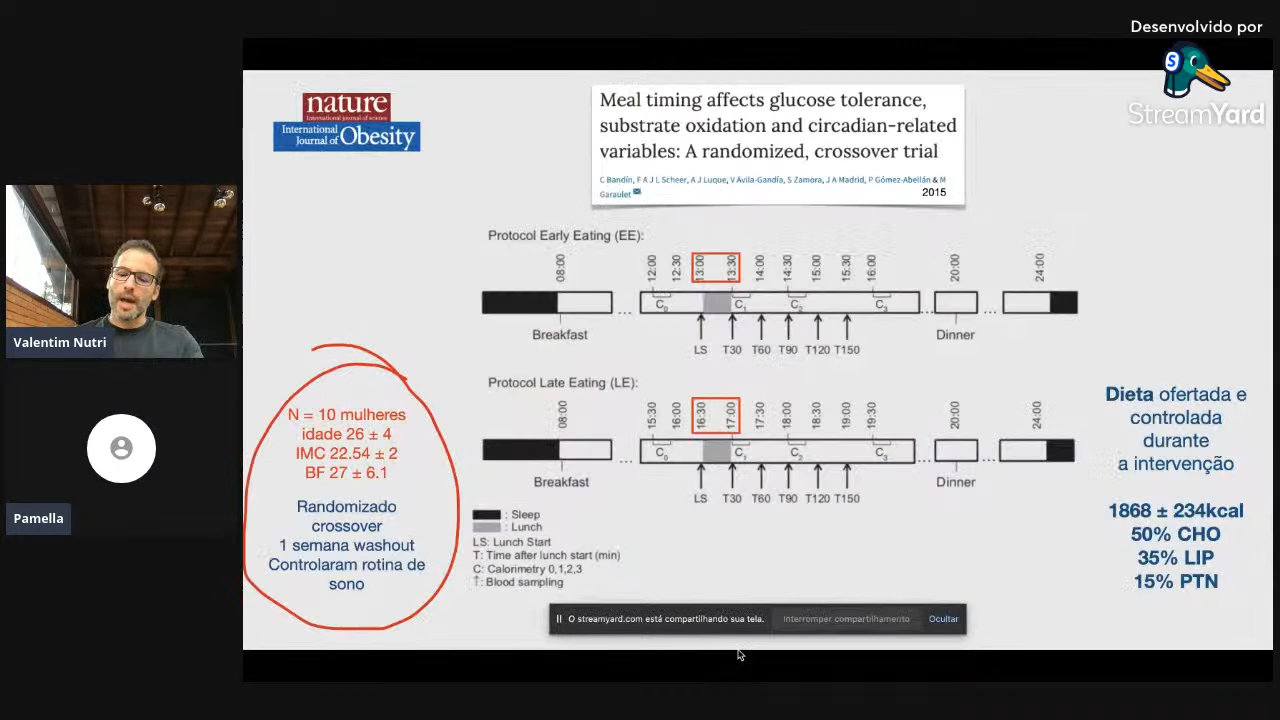 Desenvolvido por
StreamYard
nature
International journal of science
International
Journal of Obesity
Meal timing affects glucose tolerance,
substrate oxidation and circadian-related
variables: A randomized, crossover trial
C Bandín, F A J L Scheer, A J Luque, V Ávila-Gandía, S Zamora, J A Madrid, P Gómez-Abellán & M
Garaulet
2015
Protocol Early Eating (EE):
08:00 12:00 12:30 13:00 13:30 14:00 14:30 15:00 15:30 16:00 20:00 24:00
... C0 C1 C2 C3 ... ...
Breakfast Dinner
LS T30 T60 T90 T120 T150
Protocol Late Eating (LE):
08:00 15:30 16:00 16:30 17:00 17:30 18:00 18:30 19:00 19:30 20:00 24:00
... C0 C1 C2 C3 ... ...
Breakfast Dinner
LS T30 T60 T90 T120 T150
: Sleep
: Lunch
LS: Lunch Start
T: Time after lunch start (min)
C: Calorimetry 0,1,2,3
↑: Blood sampling
N = 10 mulheres
idade 26 ± 4
IMC 22.54 ± 2
BF 27 ± 6.1
Randomizado
crossover
1 semana washout
Controlaram rotina de
sono
Dieta ofertada e
controlada
durante
a intervenção
1868 ± 234kcal
50% CHO
35% LIP
15% PTN
Valentim Nutri
Pamella
O streamyard.com está compartilhando sua tela. Interromper compartilhamento Ocultar